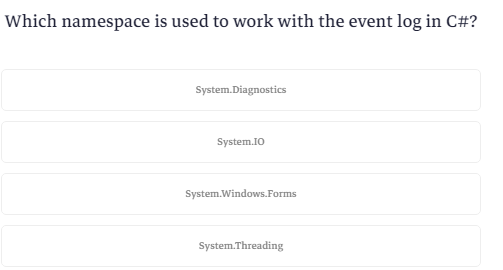 Which namespace is used to work with the event log in C#?
System.Diagnostics
System.IO
System.Windows.Forms
System.Threading